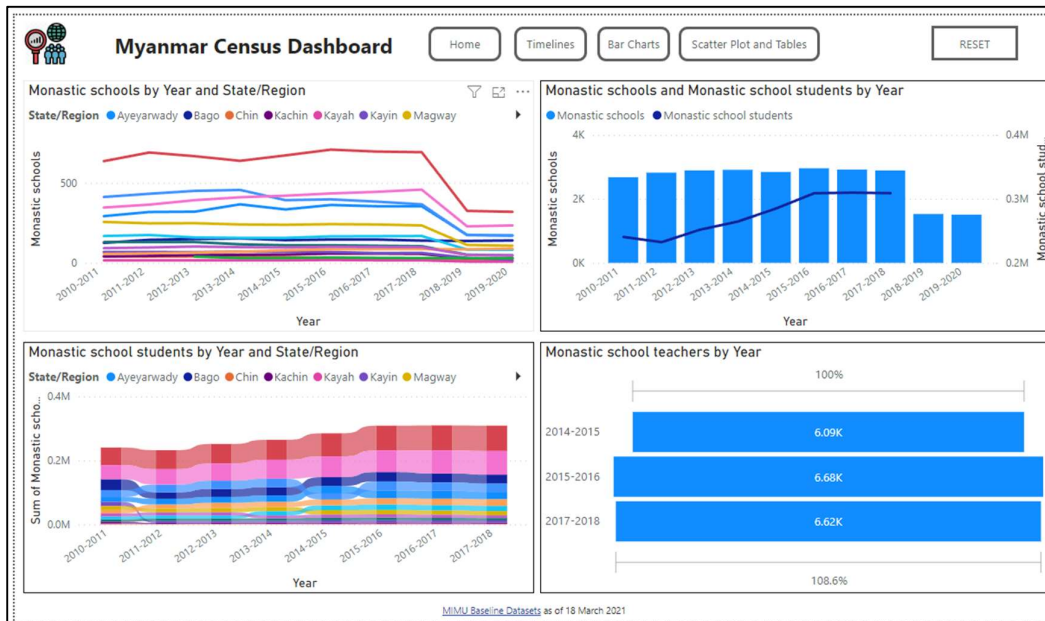 Myanmar Census Dashboard
Home
Timelines
Bar Charts
Scatter Plot and Tables
RESET
Monastic schools by Year and State/Region
State/Region Ayeyarwady Bago Chin Kachin Kayah Kayin Magway
Monastic schools
500
0
2010-2011
2011-2012
2012-2013
2013-2014
2014-2015
2015-2016
2016-2017
2017-2018
2018-2019
2019-2020
Year
Monastic schools and Monastic school students by Year
Monastic schools Monastic school students
Monastic schools
4K
2K
0K
0.4M
0.3M
0.2M
Monastic school stud...
2010-2011
2011-2012
2012-2013
2013-2014
2014-2015
2015-2016
2016-2017
2017-2018
2018-2019
2019-2020
Year
Monastic school students by Year and State/Region
State/Region Ayeyarwady Bago Chin Kachin Kayah Kayin Magway
Sum of Monastic scho...
0.4M
0.2M
0.0M
2010-2011
2011-2012
2012-2013
2013-2014
2014-2015
2015-2016
2016-2017
2017-2018
Year
Monastic school teachers by Year
100%
2014-2015
6.09K
2015-2016
6.68K
2017-2018
6.62K
108.6%
MIMU Baseline Datasets as of 18 March 2021